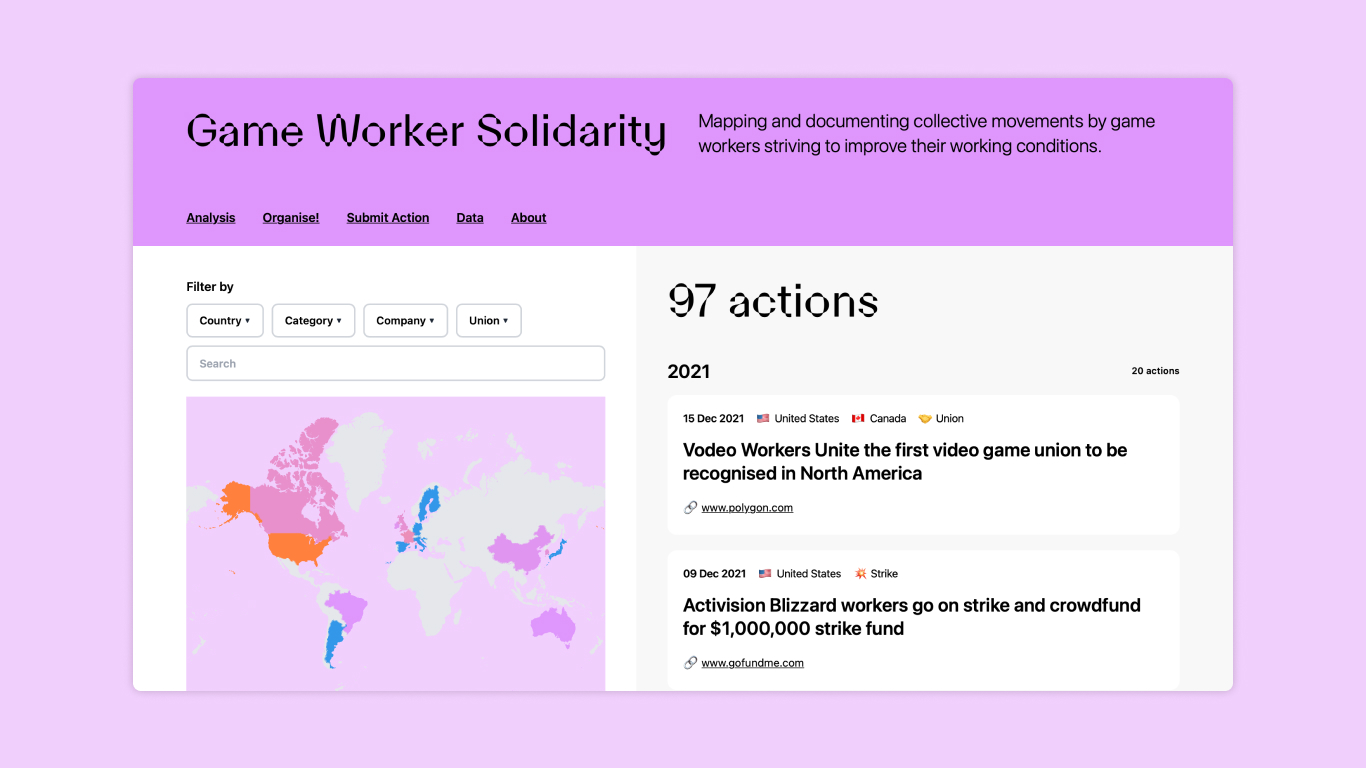 Game Worker Solidarity
Mapping and documenting collective movements by game
workers striving to improve their working conditions.
Analysis Organise! Submit Action Data About
Filter by
Country ▾ Category ▾ Company ▾ Union ▾
Search
97 actions
2021 20 actions
15 Dec 2021 🇺🇸 United States 🇨🇦 Canada 🤝 Union
Vodeo Workers Unite the first video game union to be
recognised in North America
🔗 www.polygon.com
09 Dec 2021 🇺🇸 United States 💥 Strike
Activision Blizzard workers go on strike and crowdfund
for $1,000,000 strike fund
🔗 www.gofundme.com